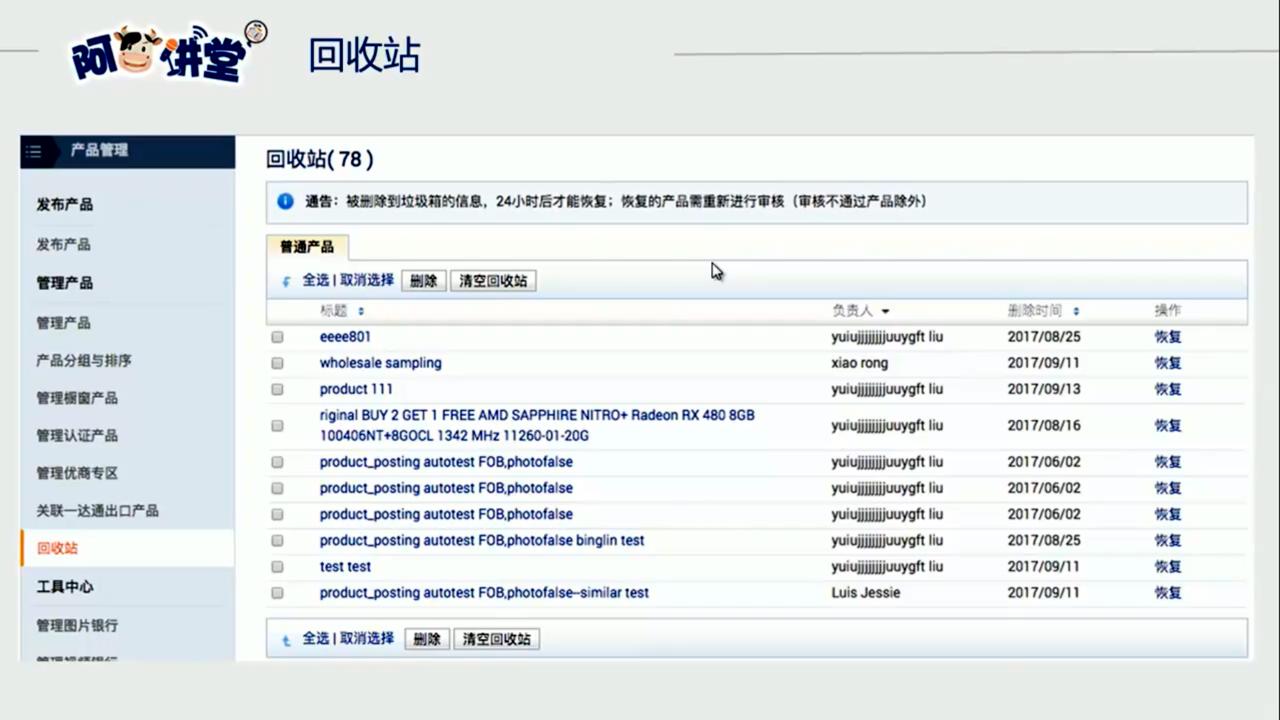 阿牛讲堂
回收站
产品管理
发布产品
发布产品
管理产品
管理产品
产品分组与排序
管理橱窗产品
管理认证产品
管理优商专区
关联一达通出口产品
回收站
工具中心
管理图片银行
回收站( 78 )
通告：被删除到垃圾箱的信息，24小时后才能恢复；恢复的产品需重新进行审核（审核不通过产品除外）
普通产品
全选 | 取消选择 删除 清空回收站
标题 负责人 删除时间 操作
eeee801 yuiujjjjjjjjuuygft liu 2017/08/25 恢复
wholesale sampling xiao rong 2017/09/11 恢复
product 111 yuiujjjjjjjjuuygft liu 2017/09/13 恢复
riginal BUY 2 GET 1 FREE AMD SAPPHIRE NITRO+ Radeon RX 480 8GB
100406NT+8GOCL 1342 MHz 11260-01-20G yuiujjjjjjjjuuygft liu 2017/08/16 恢复
product_posting autotest FOB,photofalse yuiujjjjjjjjuuygft liu 2017/06/02 恢复
product_posting autotest FOB,photofalse yuiujjjjjjjjuuygft liu 2017/06/02 恢复
product_posting autotest FOB,photofalse yuiujjjjjjjjuuygft liu 2017/06/02 恢复
product_posting autotest FOB,photofalse binglin test yuiujjjjjjjjuuygft liu 2017/08/25 恢复
test test yuiujjjjjjjjuuygft liu 2017/09/11 恢复
product_posting autotest FOB,photofalse--similar test Luis Jessie 2017/09/11 恢复
全选 | 取消选择 删除 清空回收站